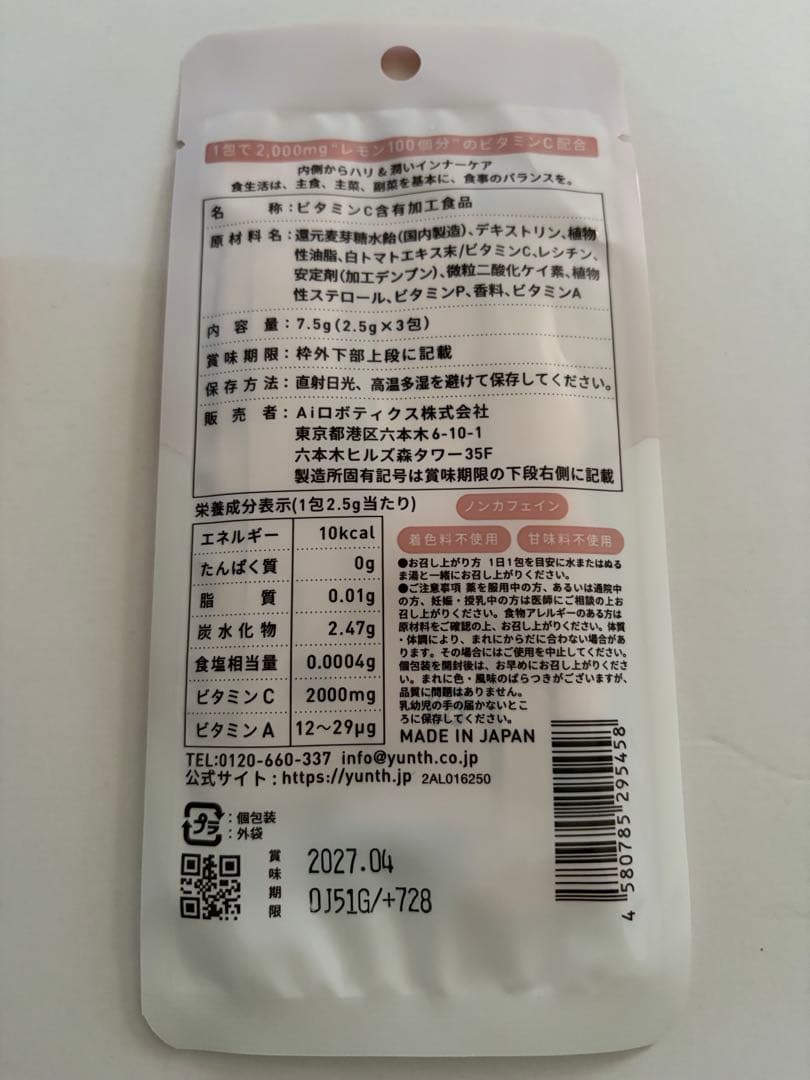 1包で2,000mg"レモン100個分"のビタミンC配合
内側からハリ&潤いインナーケア
食生活は、主食、主菜、副菜を基本に、食事のバランスを。
名称:ビタミンC含有加工食品
原材料名:還元麦芽糖水飴(国内製造)、デキストリン、植物
性油脂、白トマトエキス末/ビタミンC、レシチン、
安定剤(加工デンプン)、微粒二酸化ケイ素、植物
性ステロール、ビタミンP、香料、ビタミンA
内容量:7.5g(2.5g×3包)
賞味期限:枠外下部上段に記載
保存方法:直射日光、高温多湿を避けて保存してください。
販売者:Aiロボティクス株式会社
東京都港区六本木6-10-1
六本木ヒルズ森タワー35F
製造所固有記号は賞味期限の下段右側に記載
栄養成分表示(1包2.5g当たり)
エネルギー 10kcal
たんぱく質 0g
脂質 0.01g
炭水化物 2.47g
食塩相当量 0.0004g
ビタミンC 2000mg
ビタミンA 12〜29μg
ノンカフェイン
着色料不使用 甘味料不使用
●お召し上がり方 1日1包を目安に水またはぬる
ま湯と一緒にお召し上がりください。
●ご注意事項 薬を服用中の方、あるいは通院中
の方、妊娠・授乳中の方は医師にご相談の上お
召し上がりください。食物アレルギーのある方は
原材料をご確認の上、お召し上がりください。体質
・体調により、まれにからだに合わない場合があ
ります。その場合にはご使用を中止してください。
個包装を開封後は、お早めにお召し上がりくださ
い。まれに色・風味のばらつきがございますが、
品質に問題はありません。
乳幼児の手の届かないとこ
ろに保存してください。
MADE IN JAPAN
TEL:0120-660-337 info@yunth.co.jp
公式サイト:https://yunth.jp 2AL016250
プラ
:個包装
:外袋
賞味期限
2027.04
DJ51G/+728
4580785295458